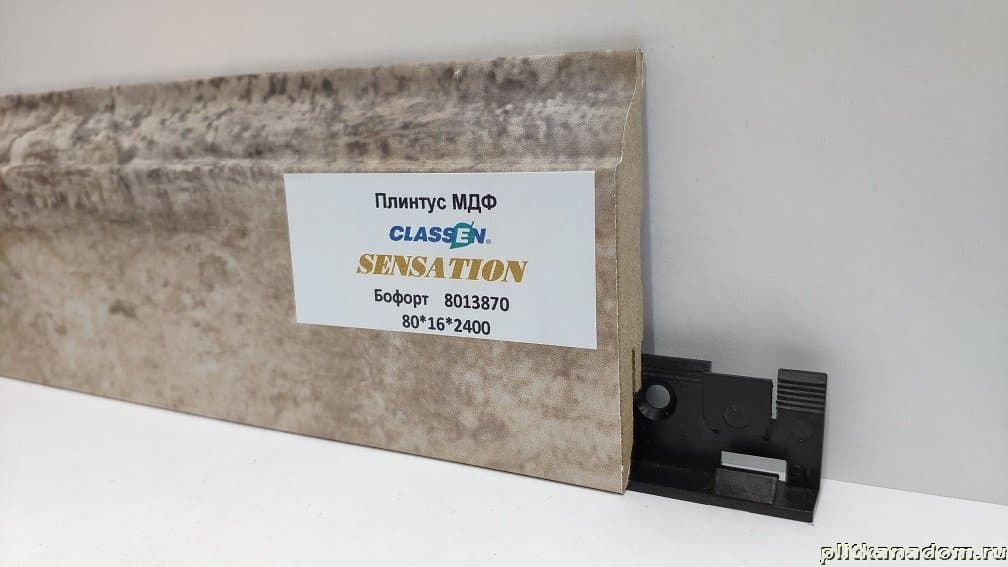 Плинтус МДФ
CLASSEN®
SENSATION
Бофорт 8013870
80*16*2400
plitkanadom.ru